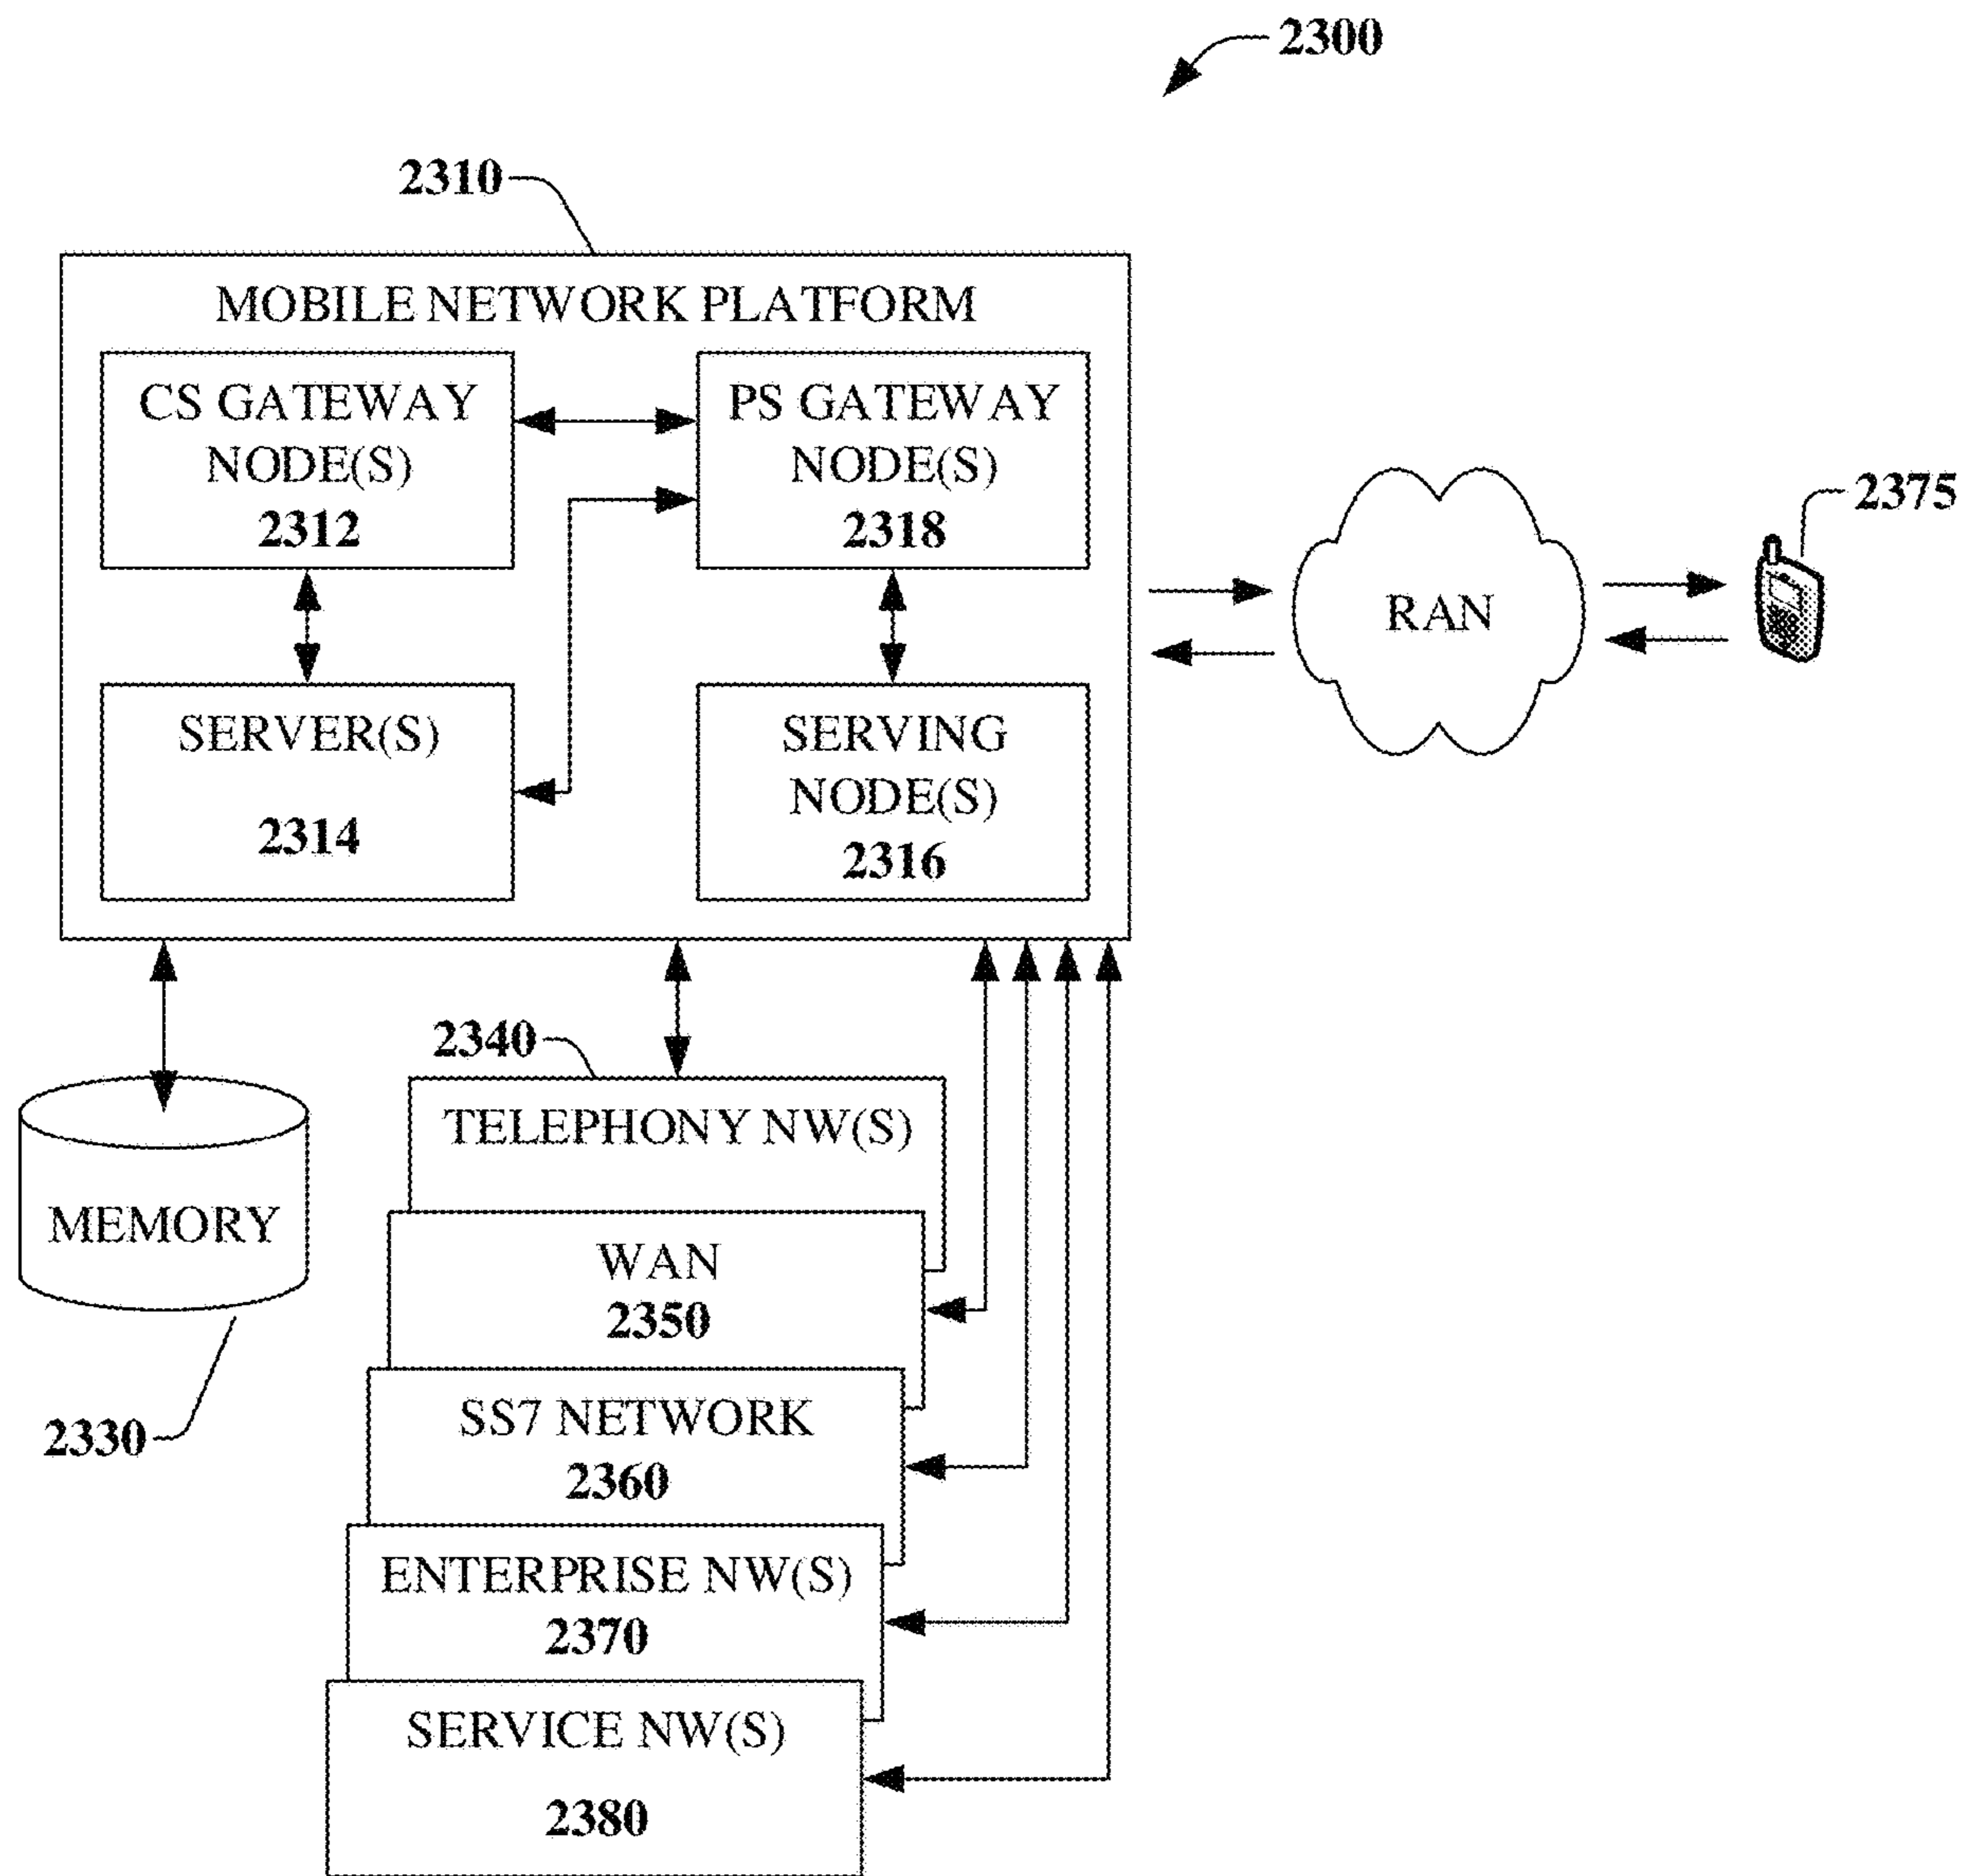 2300
2310
MOBILE NETWORK PLATFORM
CS GATEWAY
NODE(S)
2312
PS GATEWAY
NODE(S)
2318
SERVER(S)
2314
SERVING
NODE(S)
2316
RAN
2375
2340
TELEPHONY NW(S)
MEMORY
2330
WAN
2350
SS7 NETWORK
2360
ENTERPRISE NW(S)
2370
SERVICE NW(S)
2380